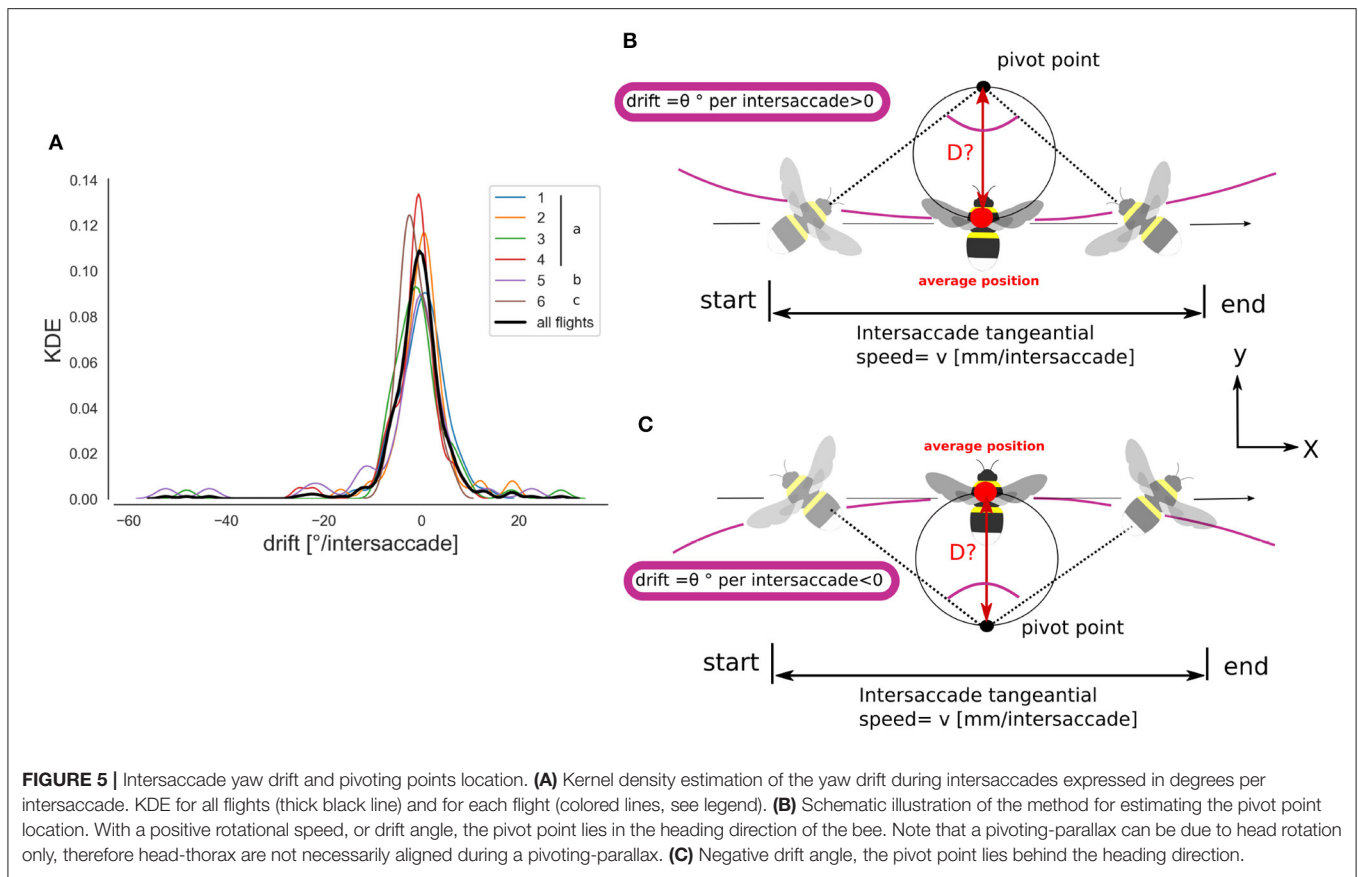 A
KDE
0.14
0.12
0.10
0.08
0.06
0.04
0.02
0.00
−60
−40
−20
0
20
drift [°/intersaccade]
1
2
3
4
a
5 b
6 c
all flights
B
pivot point
drift =θ ° per intersaccade>0
D?
average position
start
end
Intersaccade tangeantial
speed= v [mm/intersaccade]
y
X
C
average position
D?
drift =θ ° per intersaccade<0
pivot point
start
end
Intersaccade tangeantial
speed= v [mm/intersaccade]
FIGURE 5 | Intersaccade yaw drift and pivoting points location. (A) Kernel density estimation of the yaw drift during intersaccades expressed in degrees per
intersaccade. KDE for all flights (thick black line) and for each flight (colored lines, see legend). (B) Schematic illustration of the method for estimating the pivot point
location. With a positive rotational speed, or drift angle, the pivot point lies in the heading direction of the bee. Note that a pivoting-parallax can be due to head rotation
only, therefore head-thorax are not necessarily aligned during a pivoting-parallax. (C) Negative drift angle, the pivot point lies behind the heading direction.